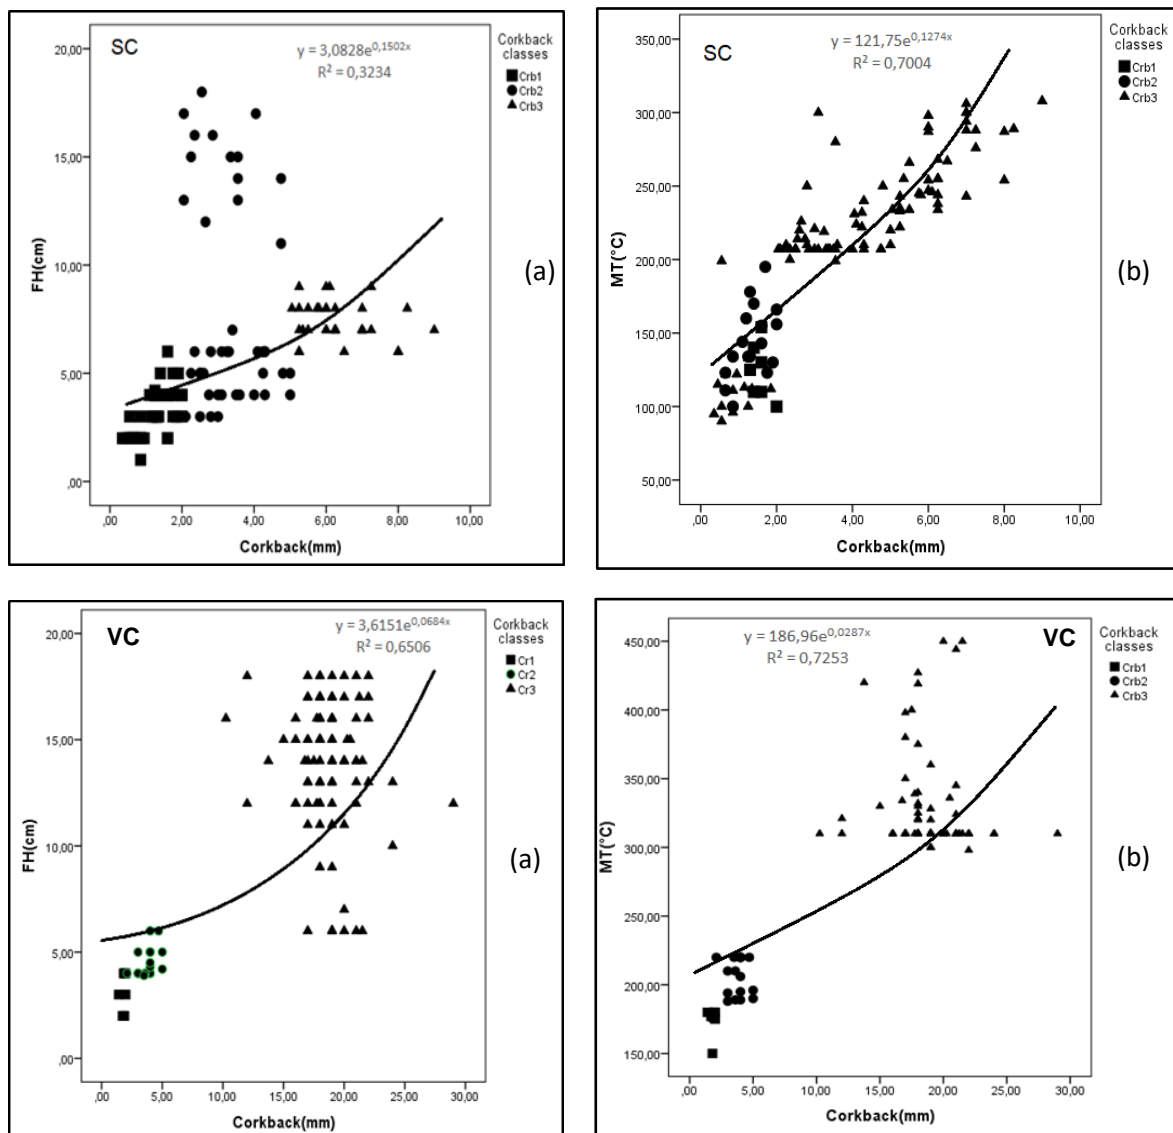 (a)
SC
y = 3,0828e^0,1502x
R² = 0,3234
Corkback
classes
Crb1
Crb2
Crb3
20,00
15,00
10,00
5,00
,00
FH(cm)
,00 2,00 4,00 6,00 8,00 10,00
Corkback(mm)
(a)
(b)
SC
y = 121,75e^0,1274x
R² = 0,7004
Corkback
classes
Crb1
Crb2
Crb3
350,00
300,00
250,00
200,00
150,00
100,00
50,00
MT(°C)
,00 2,00 4,00 6,00 8,00 10,00
Corkback(mm)
(b)
VC
y = 3,6151e^0,0684x
R² = 0,6506
Corkback
classes
Cr1
Cr2
Cr3
20,00
15,00
10,00
5,00
,00
FH(cm)
,00 5,00 10,00 15,00 20,00 25,00 30,00
Corkback(mm)
(a)
VC
y = 186,96e^0,0287x
R² = 0,7253
Corkback
classes
Crb1
Crb2
Crb3
450,00
400,00
350,00
300,00
250,00
200,00
150,00
MT(°C)
,00 5,00 10,00 15,00 20,00 25,00 30,00
Corkback(mm)
(b)